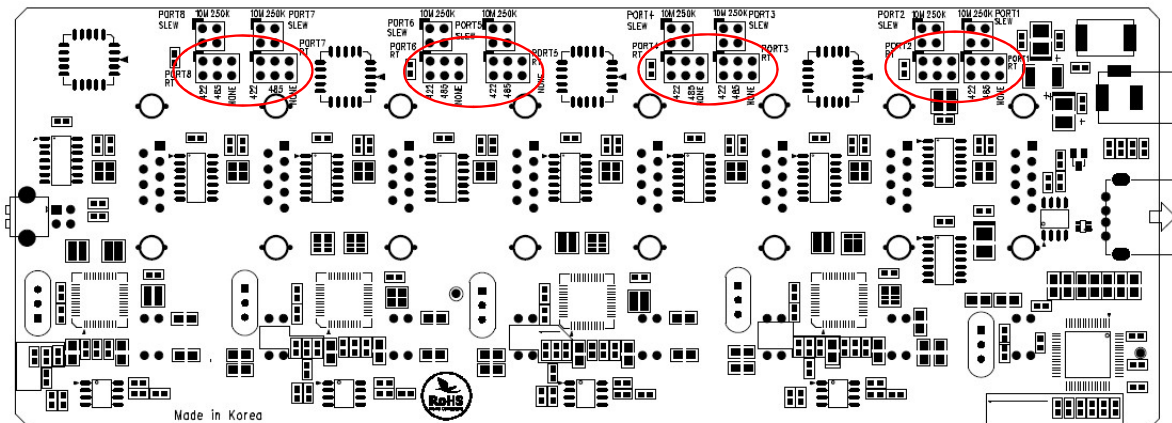 PORT8 SLEW
10M 250K
10M 250K
PORT7 SLEW
PORT6 SLEW
10M 250K
10M 250K
PORT5
PORT4 SLEW
10M 250K
10M 250K
PORT3 SLEW
PORT2 SLEW
10M 250K
10M 250K
PORT1 SLEW
PORT8 RT
PORT7 RT
PORT6 RT
RT
PORT4 RT
PORT3 RT
PORT2 RT
RT
422 485 NONE
422 485 NONE
422 485 NONE
422 485 NONE
422 485 NONE
422 485 NONE
422 485 NONE
422 485 NONE
RoHS
Made in Korea